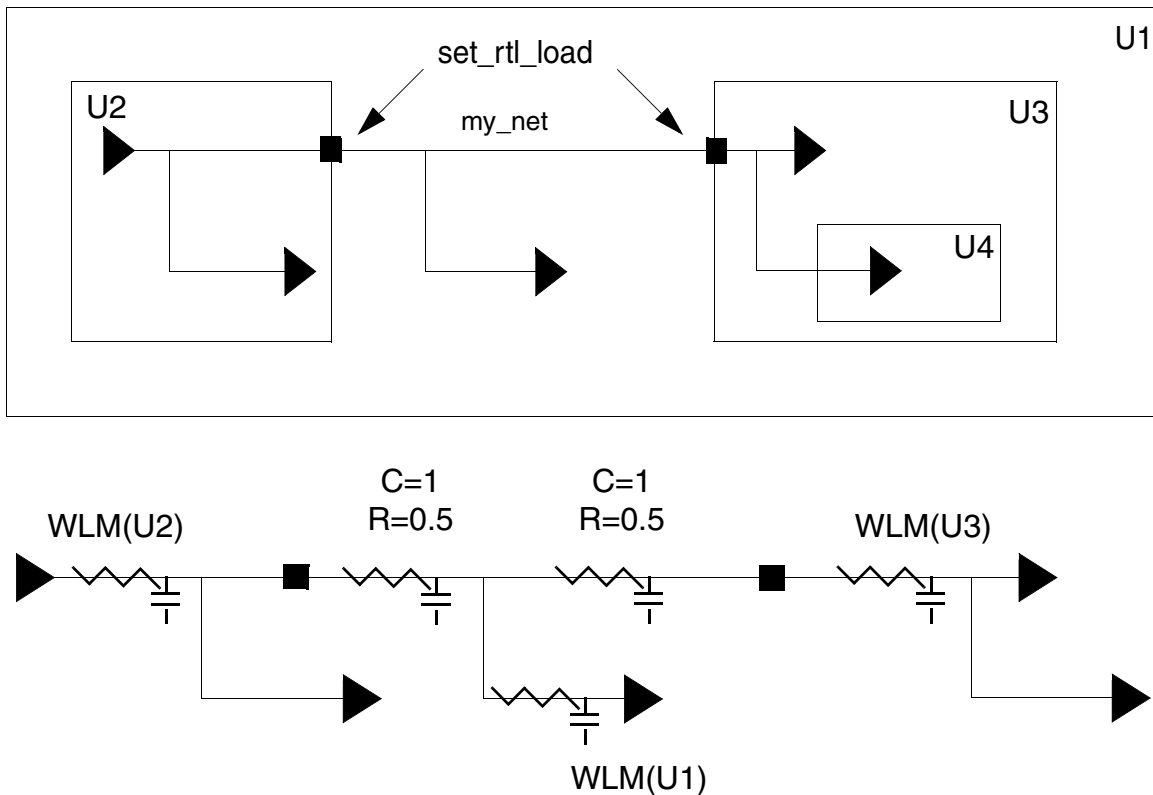 U1
set_rtl_load
U2
my_net
U3
U4
C=1
R=0.5
C=1
R=0.5
WLM(U2)
WLM(U3)
WLM(U1)